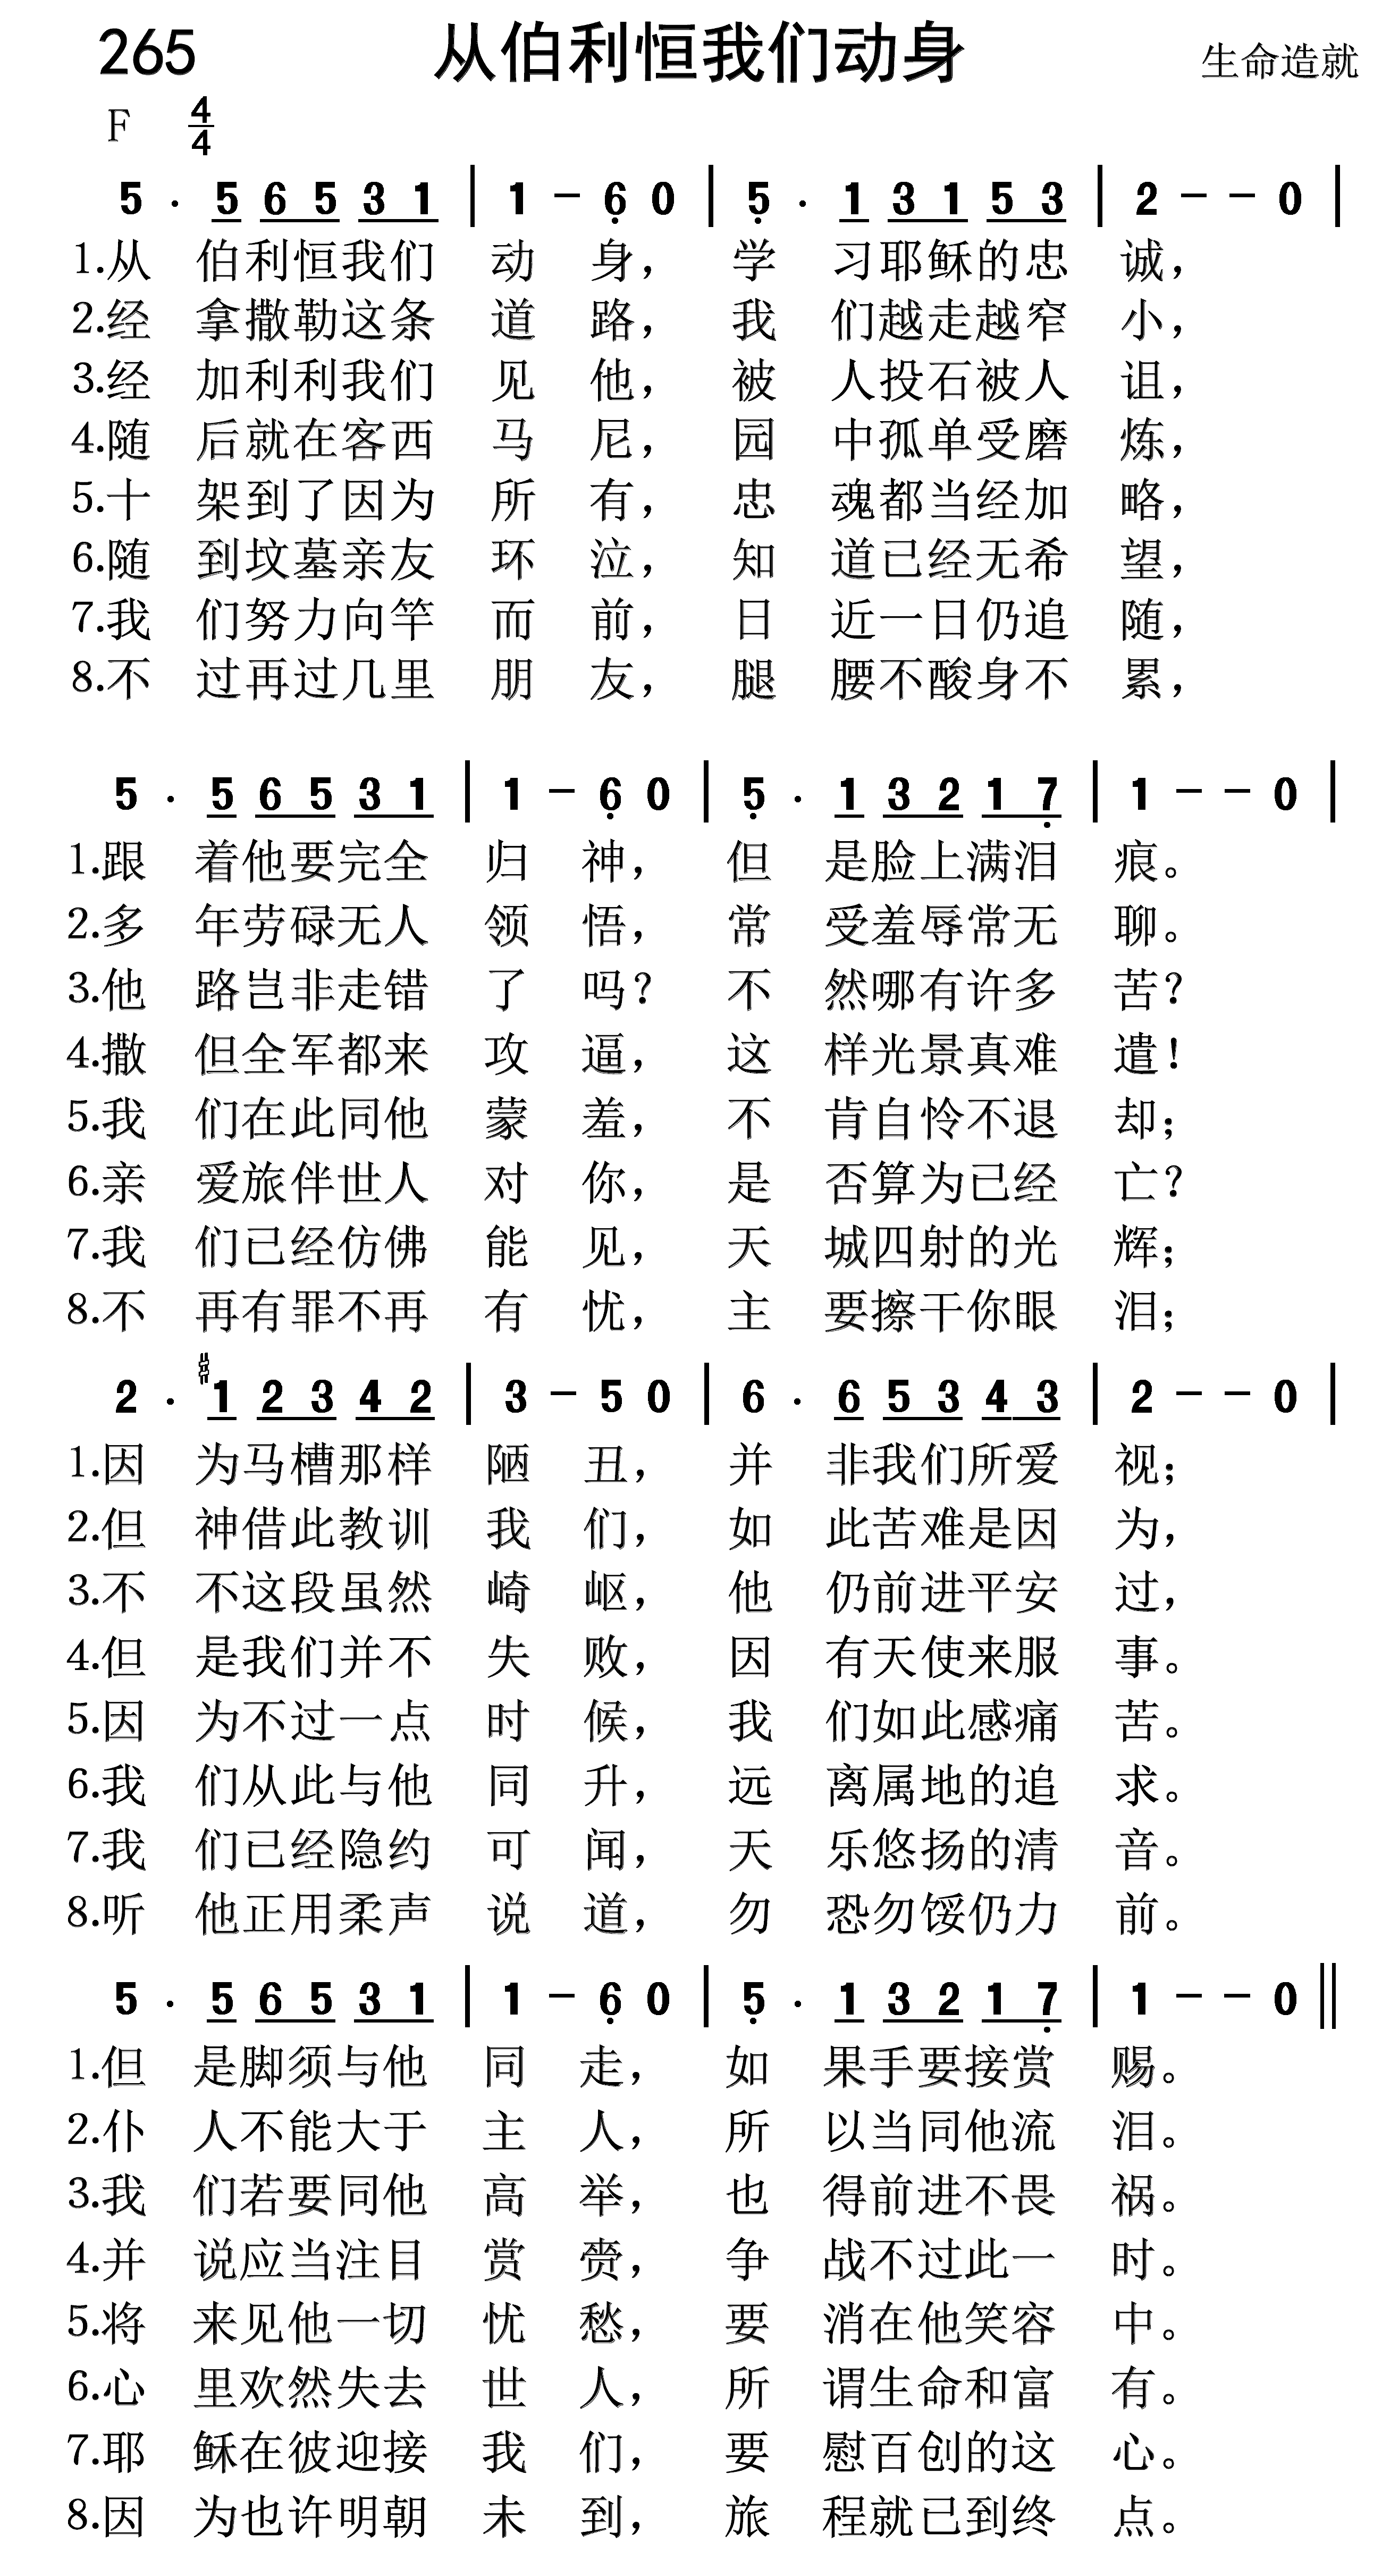 265 从伯利恒我们动身 生命造就
F 4/4
5 . 5 6 5 3 1 | 1 － 6̣ 0 | 5̣ . 1 3 1 5 3 | 2 － － 0 |
1.从 伯利恒我们 动 身， 学 习耶稣的忠 诚，
2.经 拿撒勒这条 道 路， 我 们越走越窄 小，
3.经 加利利我们 见 他， 被 人投石被人 诅，
4.随 后就在客西 马 尼， 园 中孤单受磨 炼，
5.十 架到了因为 所 有， 忠 魂都当经加 略，
6.随 到坟墓亲友 环 泣， 知 道已经无希 望，
7.我 们努力向竿 而 前， 日 近一日仍追 随，
8.不 过再过几里 朋 友， 腿 腰不酸身不 累，
5 . 5 6 5 3 1 | 1 － 6̣ 0 | 5̣ . 1 3 2 1 7̣ | 1 － － 0 |
1.跟 着他要完全 归 神， 但 是脸上满泪 痕。
2.多 年劳碌无人 领 悟， 常 受羞辱常无 聊。
3.他 路岂非走错 了 吗？ 不 然哪有许多 苦？
4.撒 但全军都来 攻 逼， 这 样光景真难 遣！
5.我 们在此同他 蒙 羞， 不 肯自怜不退 却；
6.亲 爱旅伴世人 对 你， 是 否算为已经 亡？
7.我 们已经仿佛 能 见， 天 城四射的光 辉；
8.不 再有罪不再 有 忧， 主 要擦干你眼 泪；
2 . #1 2 3 4 2 | 3 － 5 0 | 6 . 6 5 3 4 3 | 2 － － 0 |
1.因 为马槽那样 陋 丑， 并 非我们所爱 视；
2.但 神借此教训 我 们， 如 此苦难是因 为，
3.不 不这段虽然 崎 岖， 他 仍前进平安 过，
4.但 是我们并不 失 败， 因 有天使来服 事。
5.因 为不过一点 时 候， 我 们如此感痛 苦。
6.我 们从此与他 同 升， 远 离属地的追 求。
7.我 们已经隐约 可 闻， 天 乐悠扬的清 音。
8.听 他正用柔声 说 道， 勿 恐勿馁仍力 前。
5 . 5 6 5 3 1 | 1 － 6̣ 0 | 5̣ . 1 3 2 1 7̣ | 1 － － 0 ||
1.但 是脚须与他 同 走， 如 果手要接赏 赐。
2.仆 人不能大于 主 人， 所 以当同他流 泪。
3.我 们若要同他 高 举， 也 得前进不畏 祸。
4.并 说应当注目 赏 赍， 争 战不过此一 时。
5.将 来见他一切 忧 愁， 要 消在他笑容 中。
6.心 里欢然失去 世 人， 所 谓生命和富 有。
7.耶 稣在彼迎接 我 们， 要 慰百创的这 心。
8.因 为也许明朝 未 到， 旅 程就已到终 点。